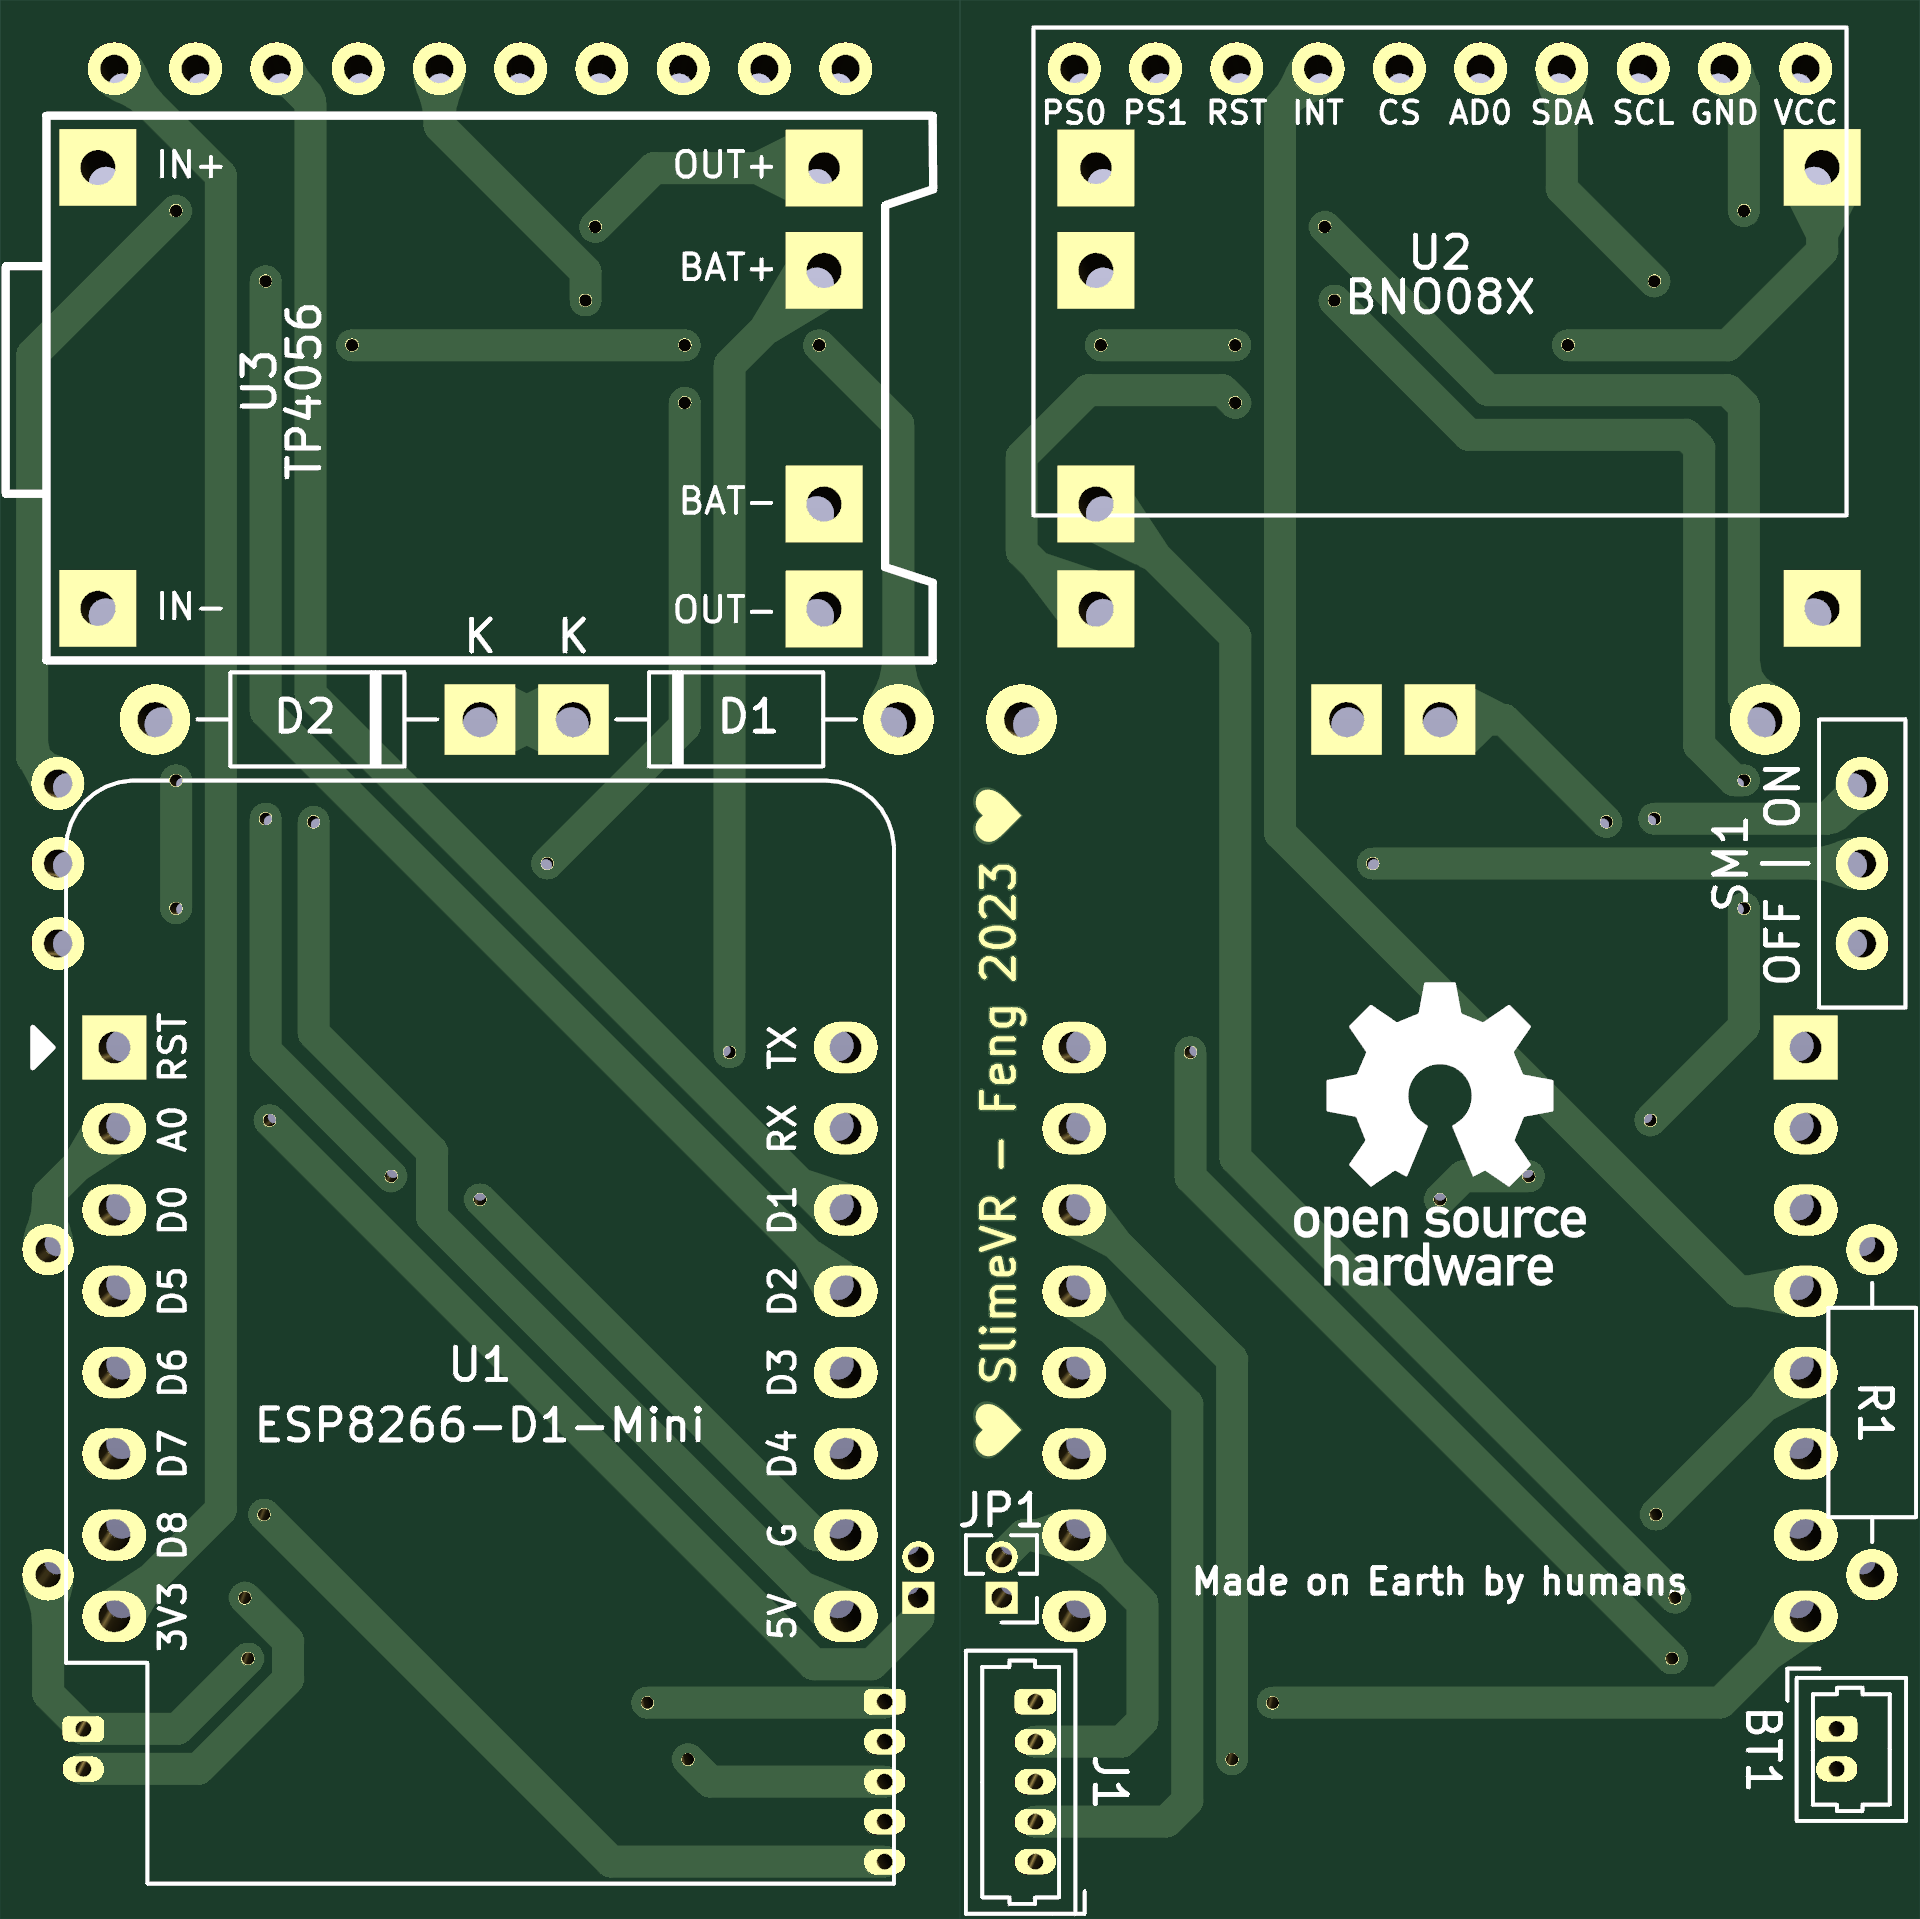 IN+
OUT+
BAT+
U3
TP4056
BAT-
IN-
OUT-
K K
D2
D1
RST
A0
D0
D5
D6
D7
D8
3V3
TX
RX
D1
D2
D3
D4
G
5V
U1
ESP8266-D1-Mini
PS0 PS1 RST INT CS AD0 SDA SCL GND VCC
U2
BNO08X
SM1
OFF | ON
SlimeVR - Feng 2023
open source
hardware
R1
JP1
Made on Earth by humans
J1
BT1